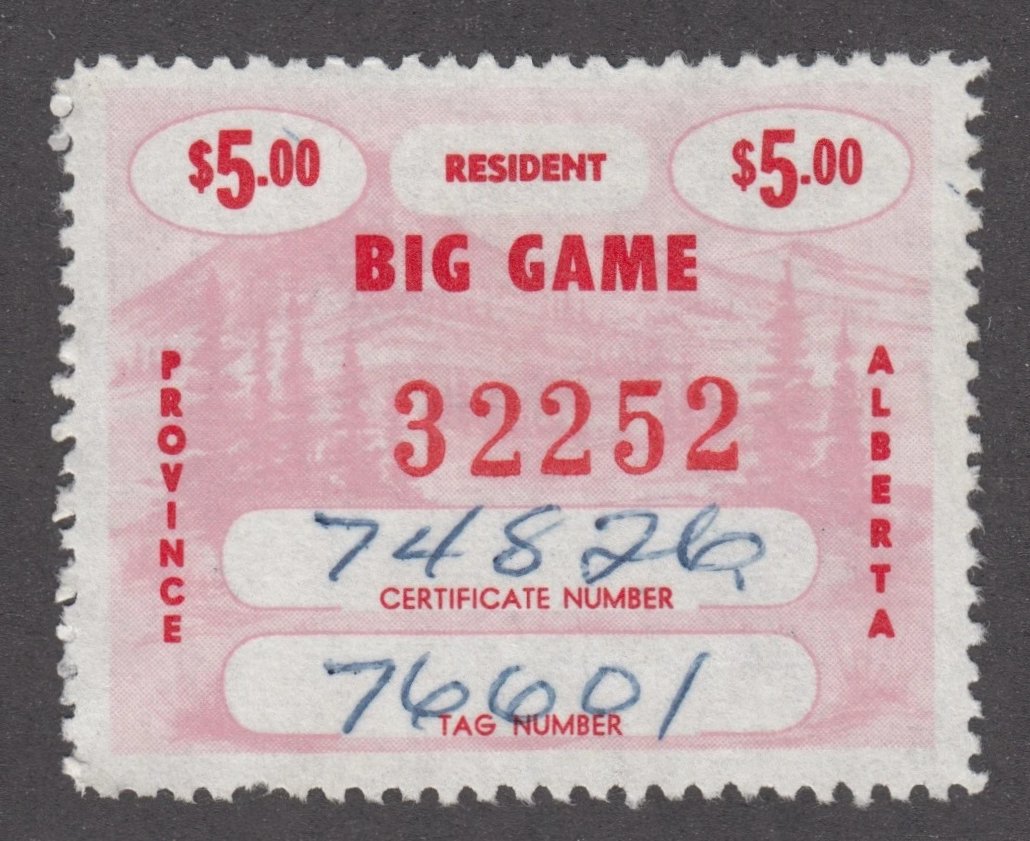 $5.00 RESIDENT $5.00
BIG GAME
PROVINCE
ALBERTA
32252
74826
CERTIFICATE NUMBER
76601
TAG NUMBER